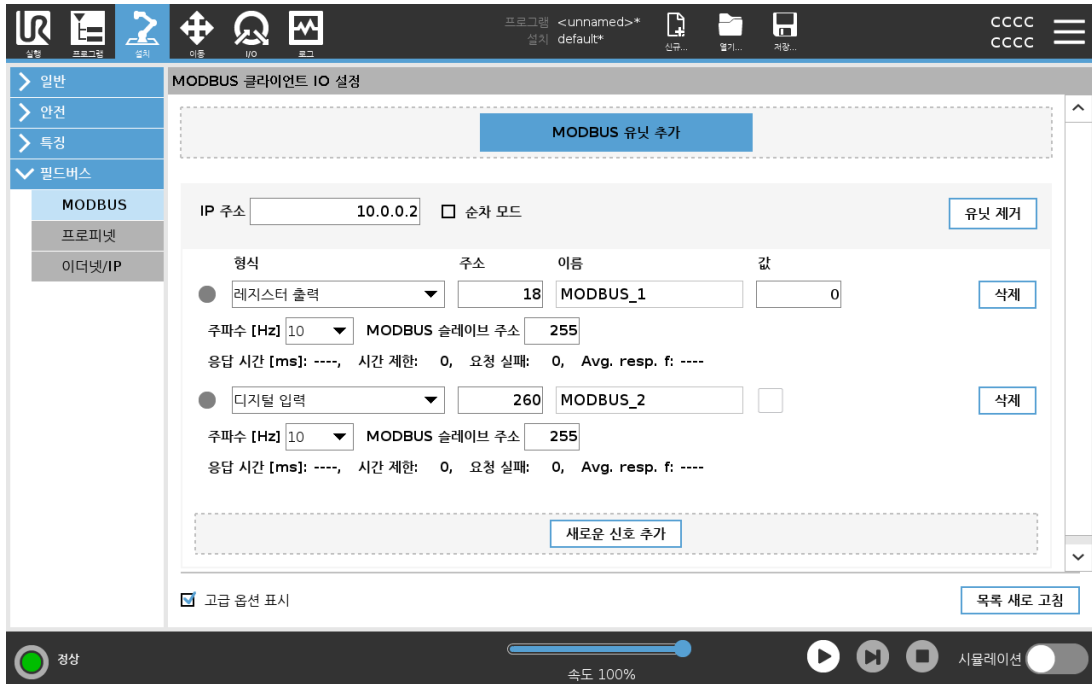 프로그램 <unnamed>*
설치 default*
실행 프로그램 설치 이동 I/O 로그
신규... 열기... 저장...
CCCC
CCCC
일반
안전
특징
필드버스
MODBUS
프로피넷
이더넷/IP
MODBUS 클라이언트 IO 설정
MODBUS 유닛 추가
IP 주소 10.0.0.2 순차 모드 유닛 제거
형식 주소 이름 값
레지스터 출력 18 MODBUS_1 0 삭제
주파수 [Hz] 10 MODBUS 슬레이브 주소 255
응답 시간 [ms]: ----, 시간 제한: 0, 요청 실패: 0, Avg. resp. f: ----
디지털 입력 260 MODBUS_2 삭제
주파수 [Hz] 10 MODBUS 슬레이브 주소 255
응답 시간 [ms]: ----, 시간 제한: 0, 요청 실패: 0, Avg. resp. f: ----
새로운 신호 추가
고급 옵션 표시 목록 새로 고침
정상 속도 100% 시뮬레이션